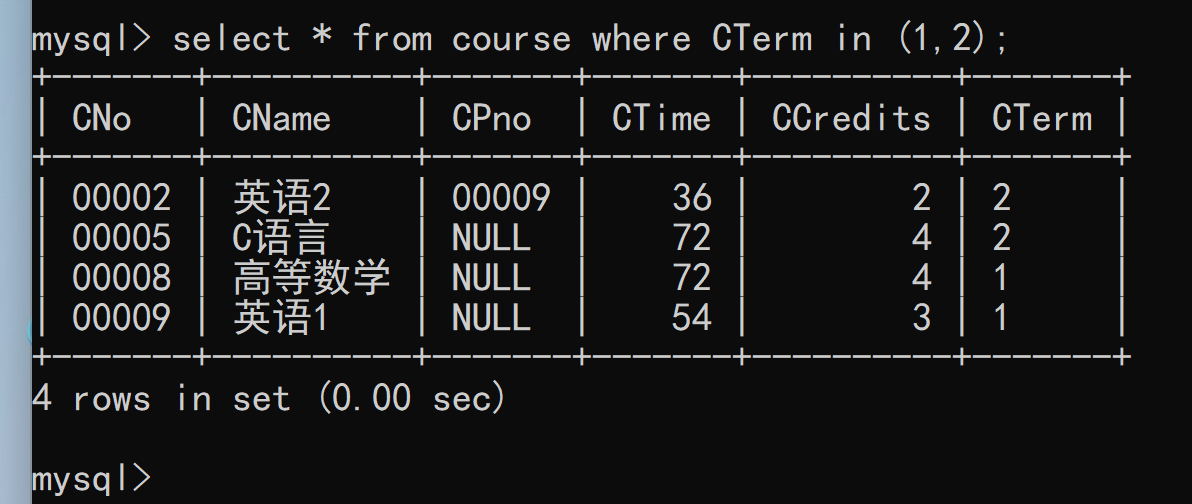 mysql> select * from course where CTerm in (1,2);
+-------+----------+-------+-------+----------+-------+
| CNo   | CName    | CPno  | CTime | CCredits | CTerm |
+-------+----------+-------+-------+----------+-------+
| 00002 | 英语2    | 00009 |    36 |        2 | 2     |
| 00005 | C语言    | NULL  |    72 |        4 | 2     |
| 00008 | 高等数学 | NULL  |    72 |        4 | 1     |
| 00009 | 英语1    | NULL  |    54 |        3 | 1     |
+-------+----------+-------+-------+----------+-------+
4 rows in set (0.00 sec)
mysql>